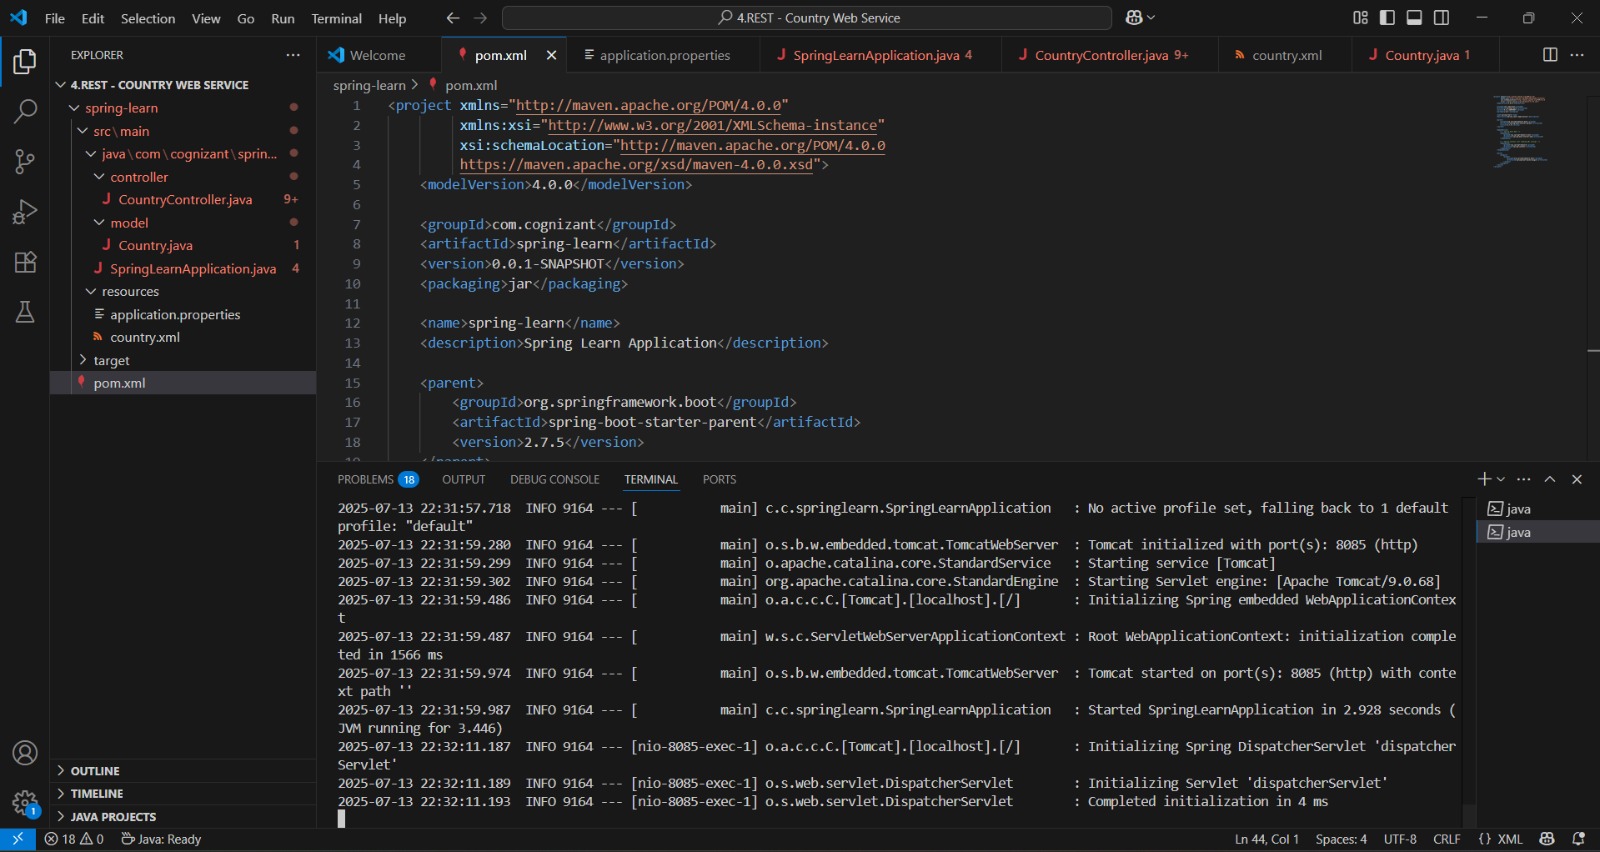 File Edit Selection View Go Run Terminal Help
4.REST - Country Web Service
EXPLORER
4.REST - COUNTRY WEB SERVICE
spring-learn
src\main
java\com\cognizant\sprin...
controller
CountryController.java 9+
model
Country.java 1
SpringLearnApplication.java 4
resources
application.properties
country.xml
target
pom.xml
OUTLINE
TIMELINE
JAVA PROJECTS
Welcome pom.xml application.properties SpringLearnApplication.java 4 CountryController.java 9+ country.xml Country.java 1
spring-learn > pom.xml
1 <project xmlns="http://maven.apache.org/POM/4.0.0"
2 xmlns:xsi="http://www.w3.org/2001/XMLSchema-instance"
3 xsi:schemaLocation="http://maven.apache.org/POM/4.0.0
4 https://maven.apache.org/xsd/maven-4.0.0.xsd">
5 <modelVersion>4.0.0</modelVersion>
6
7 <groupId>com.cognizant</groupId>
8 <artifactId>spring-learn</artifactId>
9 <version>0.0.1-SNAPSHOT</version>
10 <packaging>jar</packaging>
11
12 <name>spring-learn</name>
13 <description>Spring Learn Application</description>
14
15 <parent>
16 <groupId>org.springframework.boot</groupId>
17 <artifactId>spring-boot-starter-parent</artifactId>
18 <version>2.7.5</version>
19 </parent>
PROBLEMS 18 OUTPUT DEBUG CONSOLE TERMINAL PORTS
2025-07-13 22:31:57.718 INFO 9164 --- [ main] c.c.springlearn.SpringLearnApplication : No active profile set, falling back to 1 default
profile: "default"
2025-07-13 22:31:59.280 INFO 9164 --- [ main] o.s.b.w.embedded.tomcat.TomcatWebServer : Tomcat initialized with port(s): 8085 (http)
2025-07-13 22:31:59.299 INFO 9164 --- [ main] o.apache.catalina.core.StandardService : Starting service [Tomcat]
2025-07-13 22:31:59.302 INFO 9164 --- [ main] org.apache.catalina.core.StandardEngine : Starting Servlet engine: [Apache Tomcat/9.0.68]
2025-07-13 22:31:59.486 INFO 9164 --- [ main] o.a.c.c.C.[Tomcat].[localhost].[/] : Initializing Spring embedded WebApplicationContex
t
2025-07-13 22:31:59.487 INFO 9164 --- [ main] w.s.c.ServletWebServerApplicationContext : Root WebApplicationContext: initialization comple
ted in 1566 ms
2025-07-13 22:31:59.974 INFO 9164 --- [ main] o.s.b.w.embedded.tomcat.TomcatWebServer : Tomcat started on port(s): 8085 (http) with conte
xt path ''
2025-07-13 22:31:59.987 INFO 9164 --- [ main] c.c.springlearn.SpringLearnApplication : Started SpringLearnApplication in 2.928 seconds (
JVM running for 3.446)
2025-07-13 22:32:11.187 INFO 9164 --- [nio-8085-exec-1] o.a.c.c.C.[Tomcat].[localhost].[/] : Initializing Spring DispatcherServlet 'dispatcher
Servlet'
2025-07-13 22:32:11.189 INFO 9164 --- [nio-8085-exec-1] o.s.web.servlet.DispatcherServlet : Initializing Servlet 'dispatcherServlet'
2025-07-13 22:32:11.193 INFO 9164 --- [nio-8085-exec-1] o.s.web.servlet.DispatcherServlet : Completed initialization in 4 ms
java
java
1
18 0 Java: Ready Ln 44, Col 1 Spaces: 4 UTF-8 CRLF {} XML